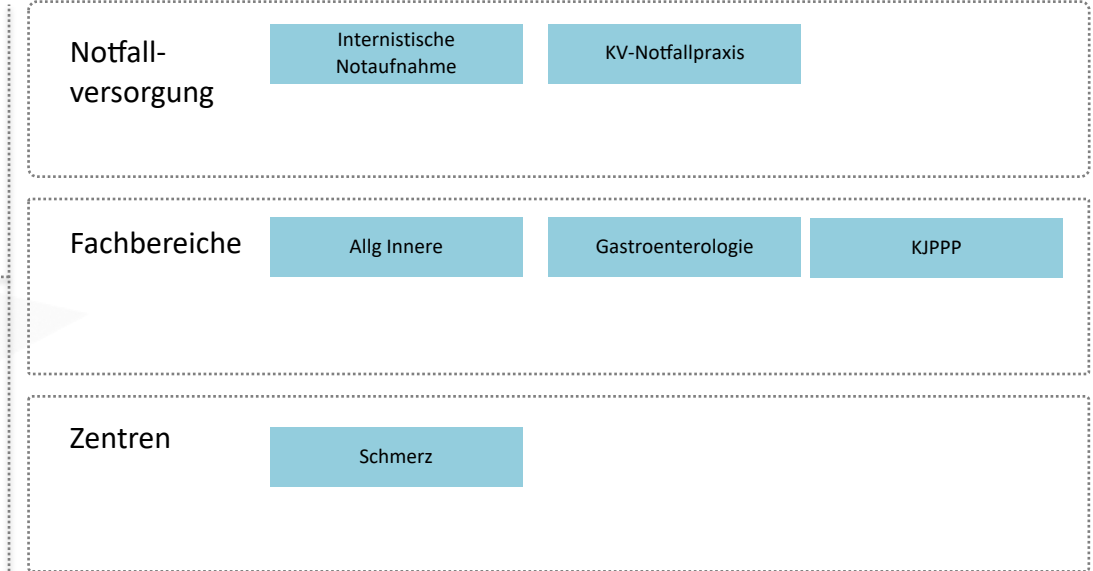 Notfall-
versorgung
Internistische
Notaufnahme
KV-Notfallpraxis
Fachbereiche
Allg Innere
Gastroenterologie
KJPPP
Zentren
Schmerz